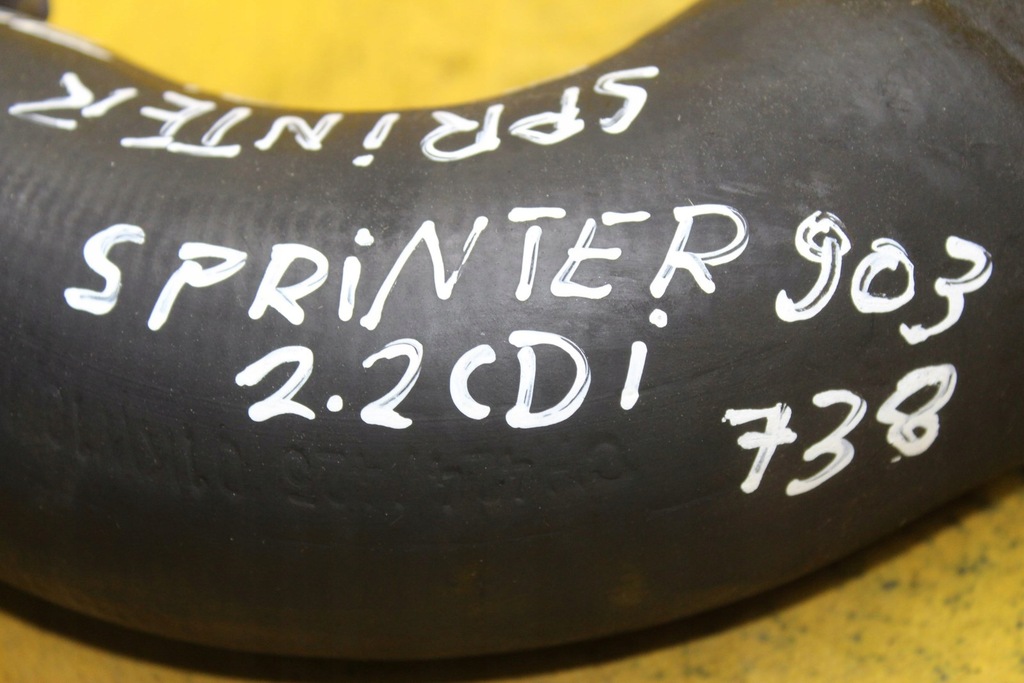 SPRiNTER
SPRiNTER 903
2.2CDi
738